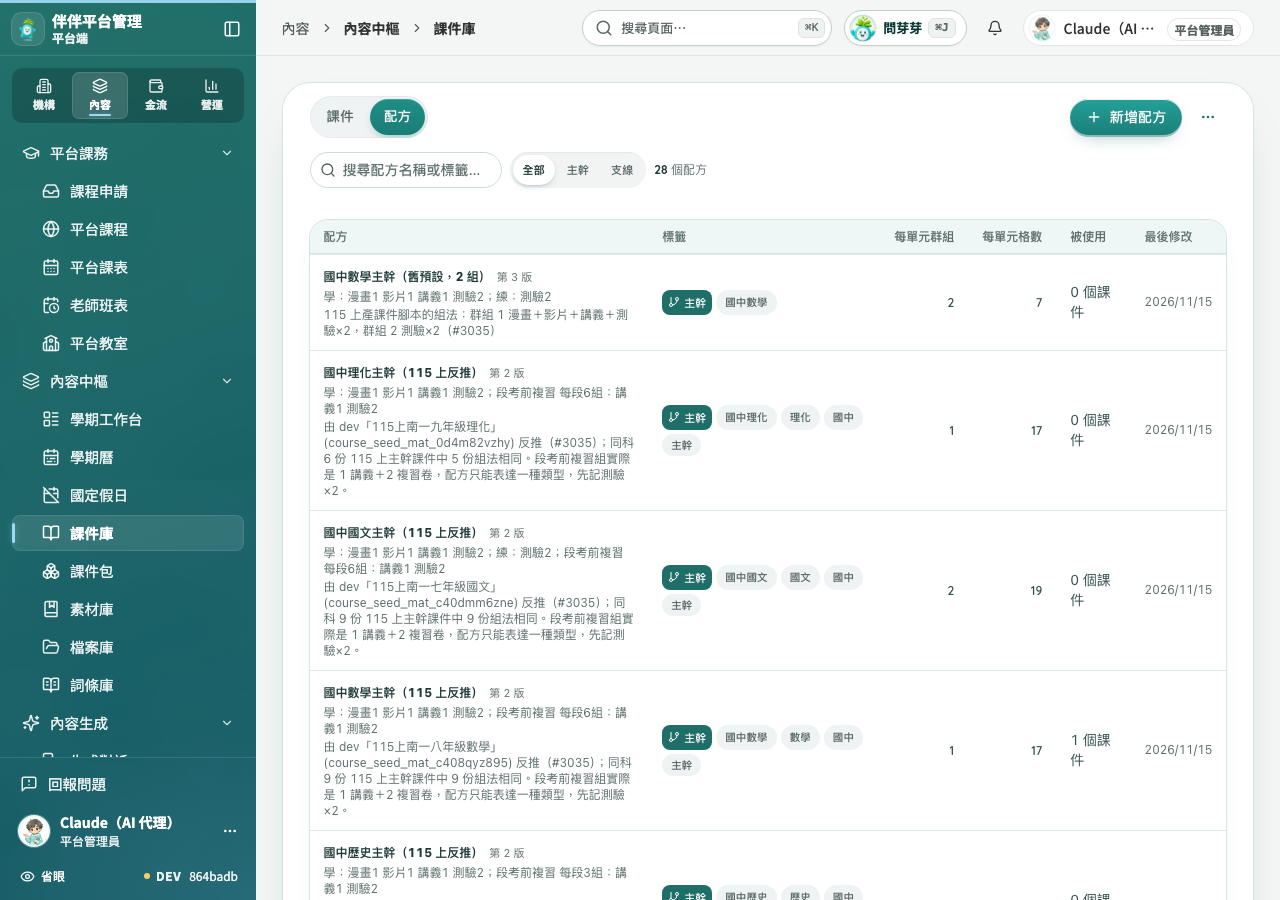 伴伴平台管理
平台端
機構
內容
金流
營運
平台課務
課程申請
平台課程
平台課表
老師班表
平台教室
內容中樞
學期工作台
學期曆
國定假日
課件庫
課件包
素材庫
檔案庫
詞條庫
內容生成
回報問題
Claude（AI 代理）
平台管理員
省眼
DEV 864badb
內容 > 內容中樞 > 課件庫
搜尋頁面… ⌘K
問芽芽 ⌘J
Claude（AI … 平台管理員
課件 配方
+ 新增配方
搜尋配方名稱或標籤...
全部 主幹 支線
28 個配方
配方 標籤 每單元群組 每單元格數 被使用 最後修改
國中數學主幹（舊預設，2 組） 第 3 版
學：漫畫1 影片1 講義1 測驗2；練：測驗2
115 上產課件腳本的組法：群組 1 漫畫＋影片＋講義＋測
驗×2，群組 2 測驗×2（#3035）
主幹 國中數學
2 7
0 個課
件
2026/11/15
國中理化主幹（115 上反推） 第 2 版
學：漫畫1 影片1 講義1 測驗2；段考前複習 每段6組：講
義1 測驗2
由 dev「115上南一九年級理化」
(course_seed_mat_0d4m82vzhy) 反推（#3035）；同科
6 份 115 上主幹課件中 5 份組法相同。段考前複習組實際
是 1 講義＋2 複習卷，配方只能表達一種類型，先記測驗
×2。
主幹 國中理化 理化 國中
主幹
1 17
0 個課
件
2026/11/15
國中國文主幹（115 上反推） 第 2 版
學：漫畫1 影片1 講義1 測驗2；練：測驗2；段考前複習
每段6組：講義1 測驗2
由 dev「115上南一七年級國文」
(course_seed_mat_c40dmm6zne) 反推（#3035）；同
科 9 份 115 上主幹課件中 9 份組法相同。段考前複習組實
際是 1 講義＋2 複習卷，配方只能表達一種類型，先記測
驗×2。
主幹 國中國文 國文 國中
主幹
2 19
0 個課
件
2026/11/15
國中數學主幹（115 上反推） 第 2 版
學：漫畫1 影片1 講義1 測驗2；段考前複習 每段6組：講
義1 測驗2
由 dev「115上南一八年級數學」
(course_seed_mat_c408qyz895) 反推（#3035）；同科
9 份 115 上主幹課件中 9 份組法相同。段考前複習組實際
是 1 講義＋2 複習卷，配方只能表達一種類型，先記測驗
×2。
主幹 國中數學 數學 國中
主幹
1 17
1 個課
件
2026/11/15
國中歷史主幹（115 上反推） 第 2 版
學：漫畫1 影片1 講義1 測驗2；段考前複習 每段3組：講
義1 測驗2
主幹 國中歷史 歷史 國中
0 個課